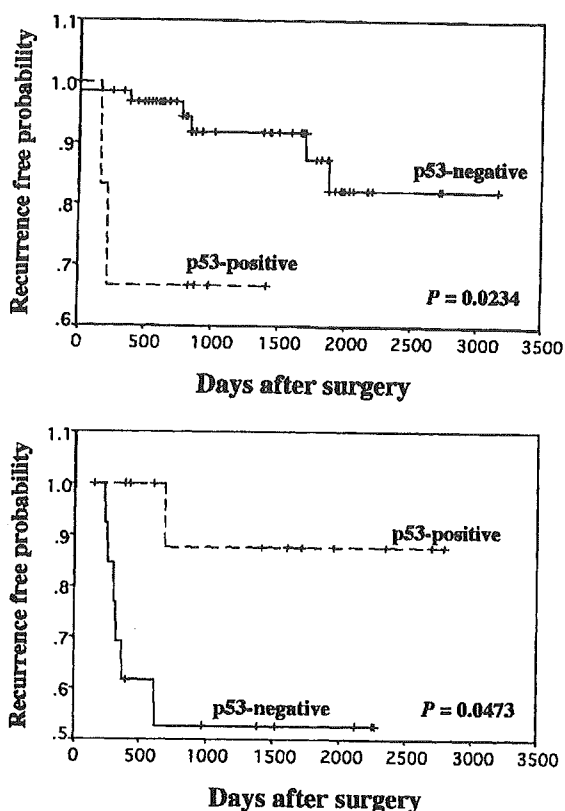 Recurrence free probability
1.1
1.0
.9
.8
.7
.6
p53-negative
p53-positive
P = 0.0234
0 500 1000 1500 2000 2500 3000 3500
Days after surgery
Recurrence free probability
1.1
1.0
.9
.8
.7
.6
.5
p53-positive
p53-negative
P = 0.0473
0 500 1000 1500 2000 2500 3000 3500
Days after surgery